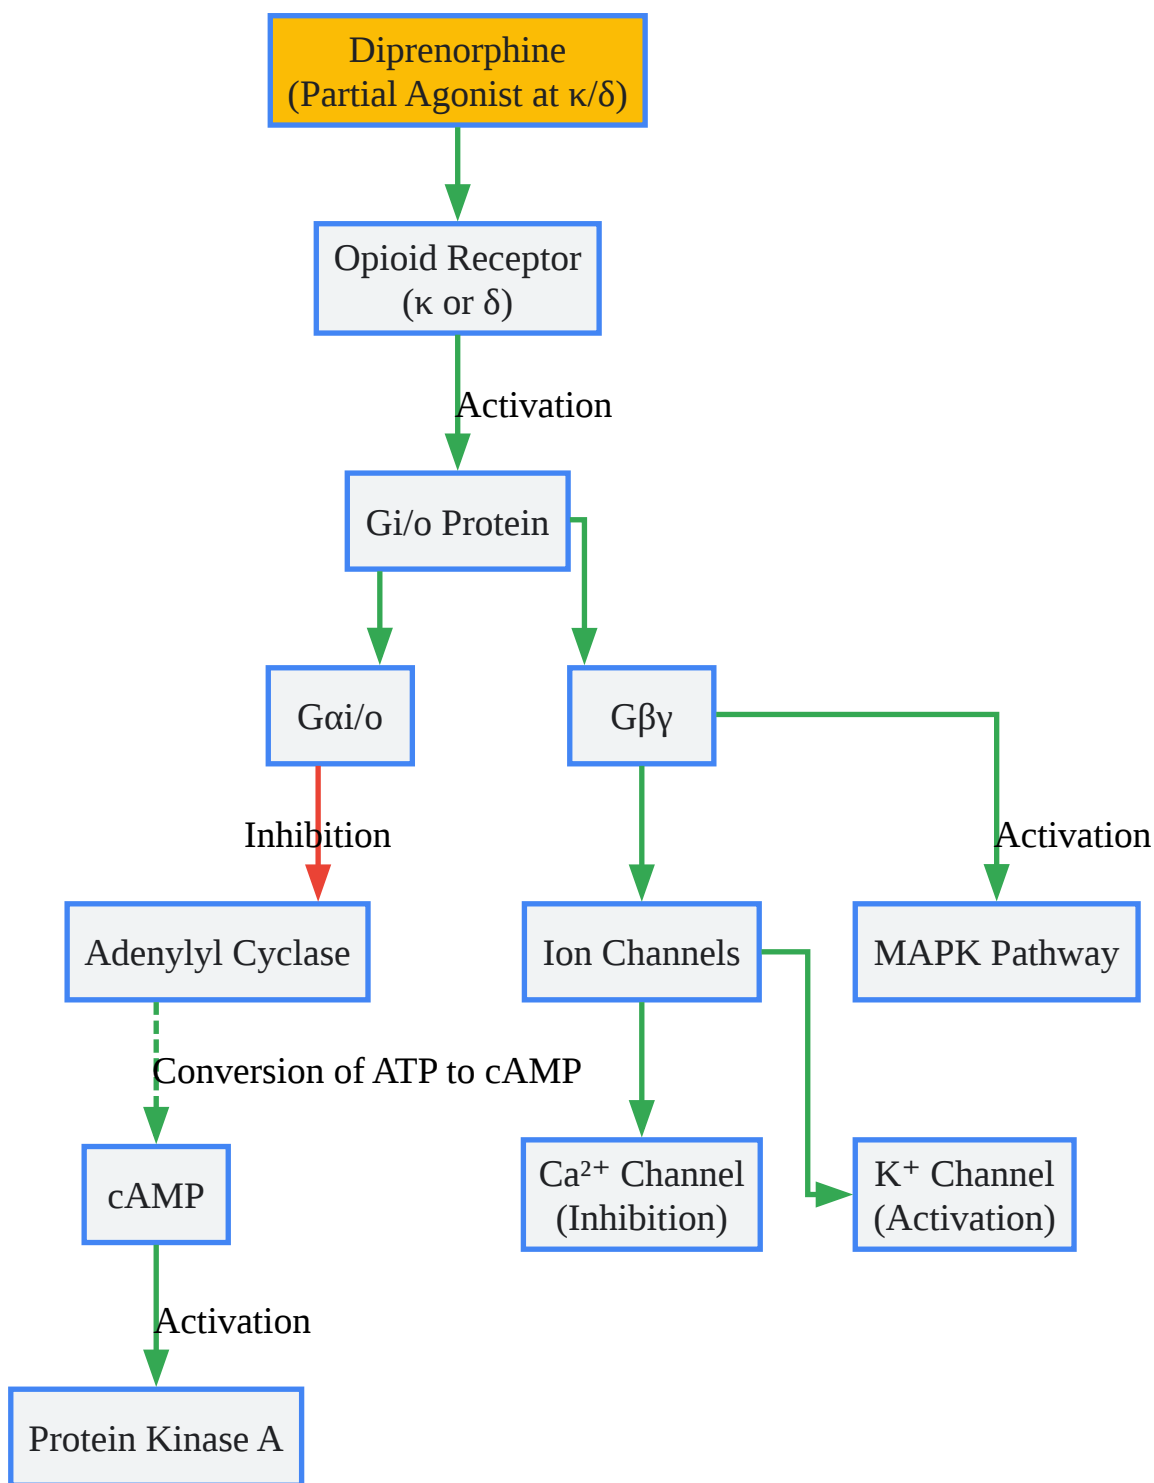 Diprenorphine
(Partial Agonist at κ/δ)
Opioid Receptor
(κ or δ)
Activation
Gi/o Protein
Gαi/o
Gβγ
Inhibition
Activation
Adenylyl Cyclase
Ion Channels
MAPK Pathway
Conversion of ATP to cAMP
cAMP
Ca²⁺ Channel
(Inhibition)
K⁺ Channel
(Activation)
Activation
Protein Kinase A